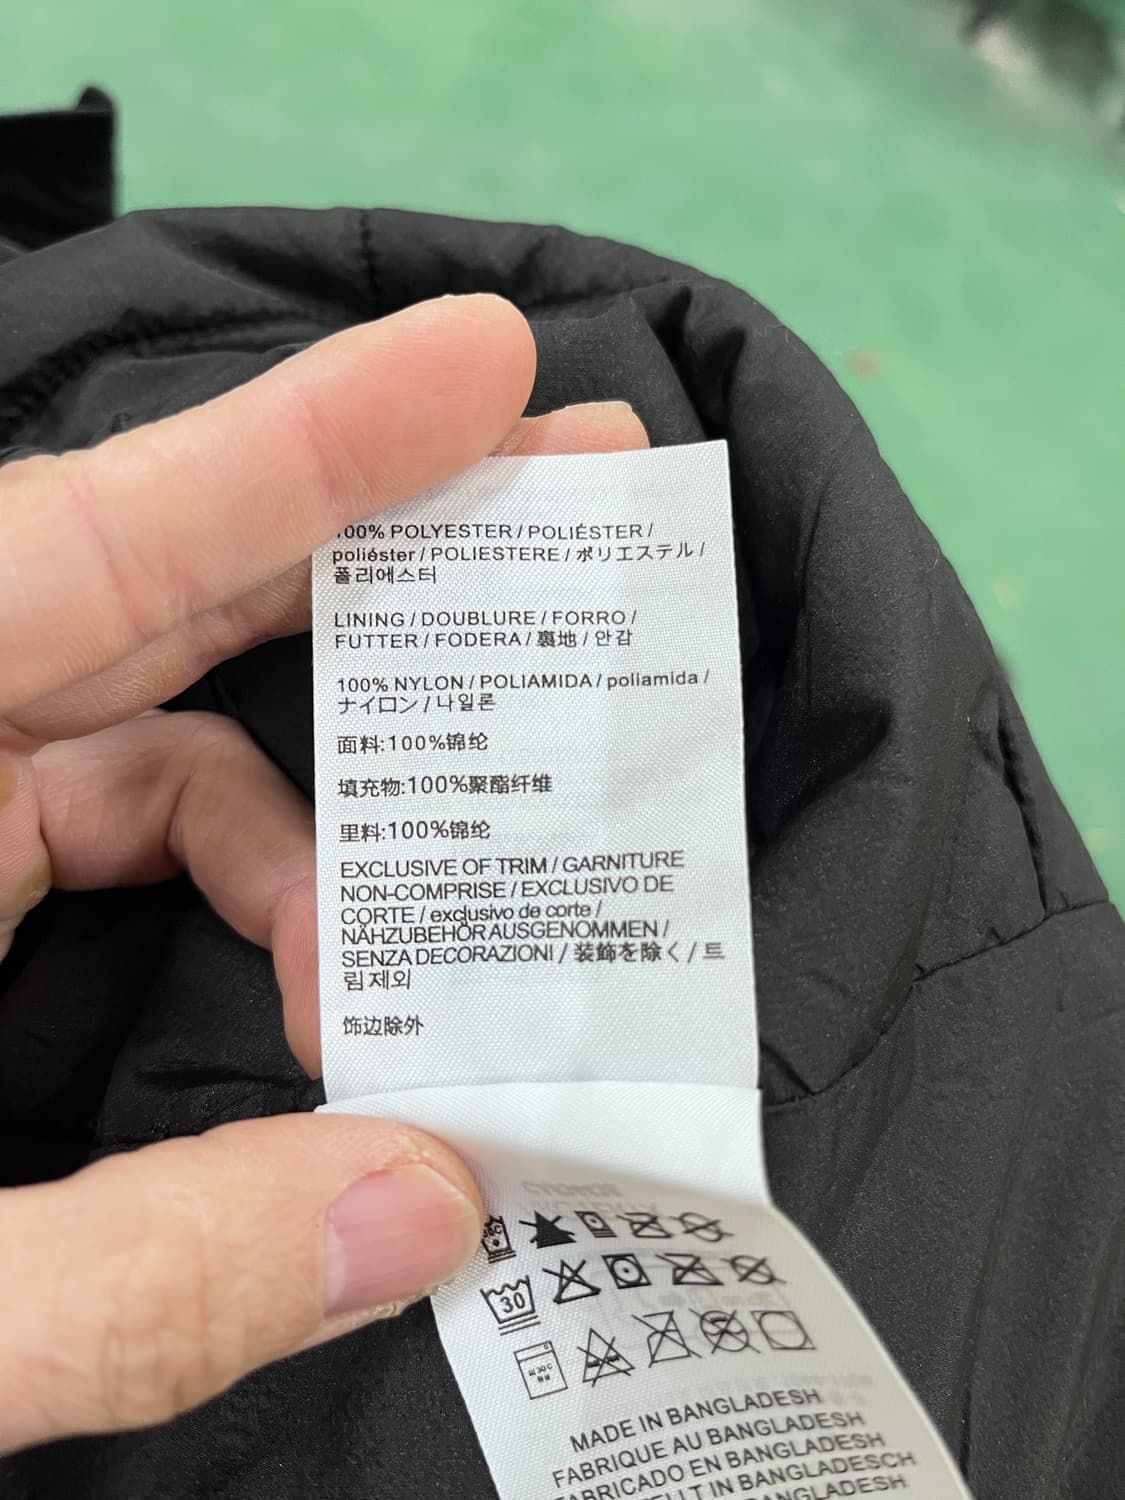 100% POLYESTER / POLIÉSTER /
poliéster / POLIESTERE / ポリエステル /
폴리에스터
LINING / DOUBLURE / FORRO /
FUTTER / FODERA / 裏地 / 안감
100% NYLON / POLIAMIDA / poliamida /
ナイロン / 나일론
面料:100%锦纶
填充物:100%聚酯纤维
里料:100%锦纶
EXCLUSIVE OF TRIM / GARNITURE
NON-COMPRISE / EXCLUSIVO DE
CORTE / exclusivo de corte /
NÄHZUBEHÖR AUSGENOMMEN /
SENZA DECORAZIONI / 装飾を除く / 트
림 제외
饰边除外
30
MADE IN BANGLADESH
FABRIQUE AU BANGLADESH
FABRICADO EN BANGLADESH
IN BANGLADESCH
BANGLADESH